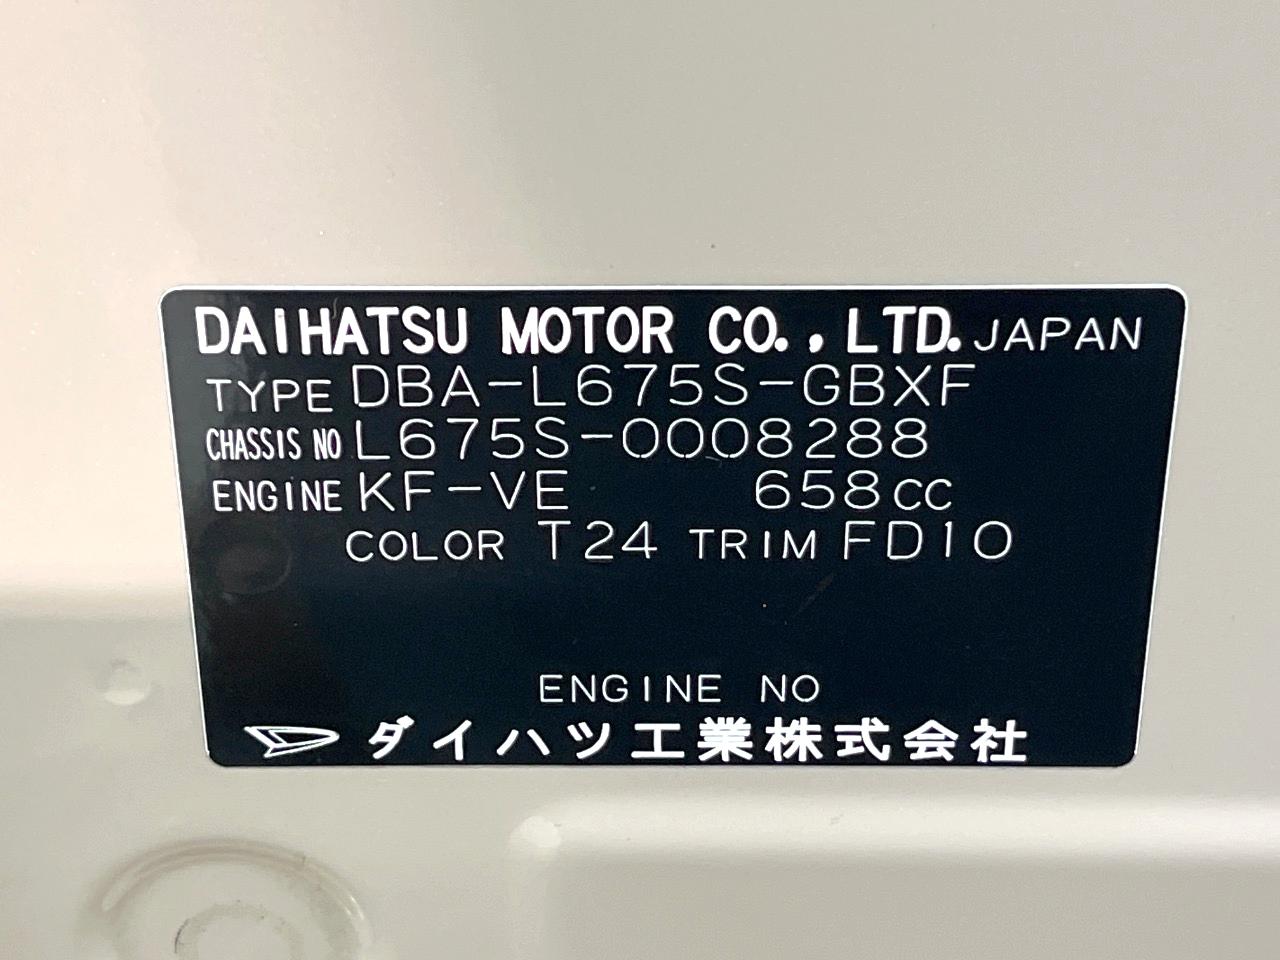 DAIHATSU MOTOR CO., LTD. JAPAN
TYPE DBA-L675S-GBXF
CHASSIS NO L675S-0008288
ENGINE KF-VE 658CC
COLOR T24 TRIM FD10
ENGINE NO
ダイハツ工業株式会社